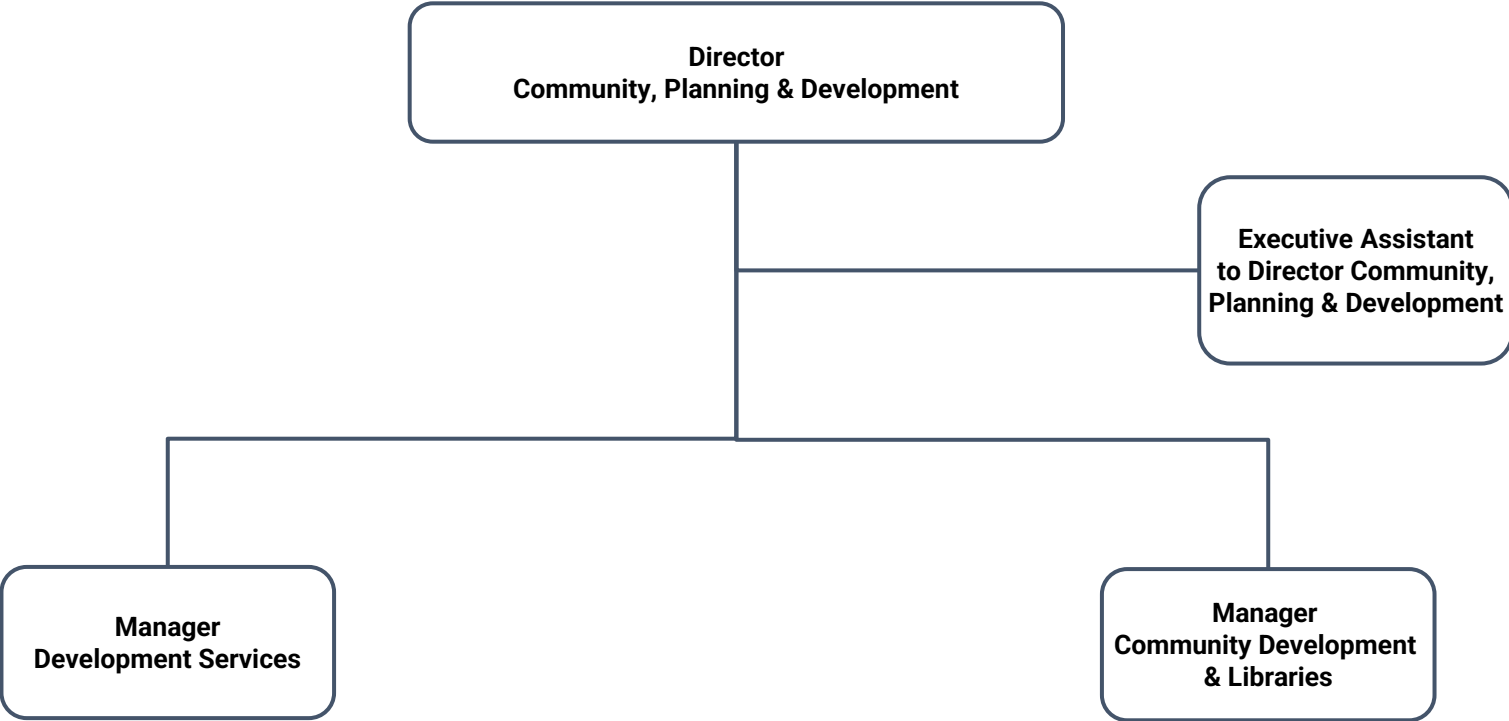 Director
Community, Planning & Development
Executive Assistant
to Director Community,
Planning & Development
Manager
Development Services
Manager
Community Development
& Libraries